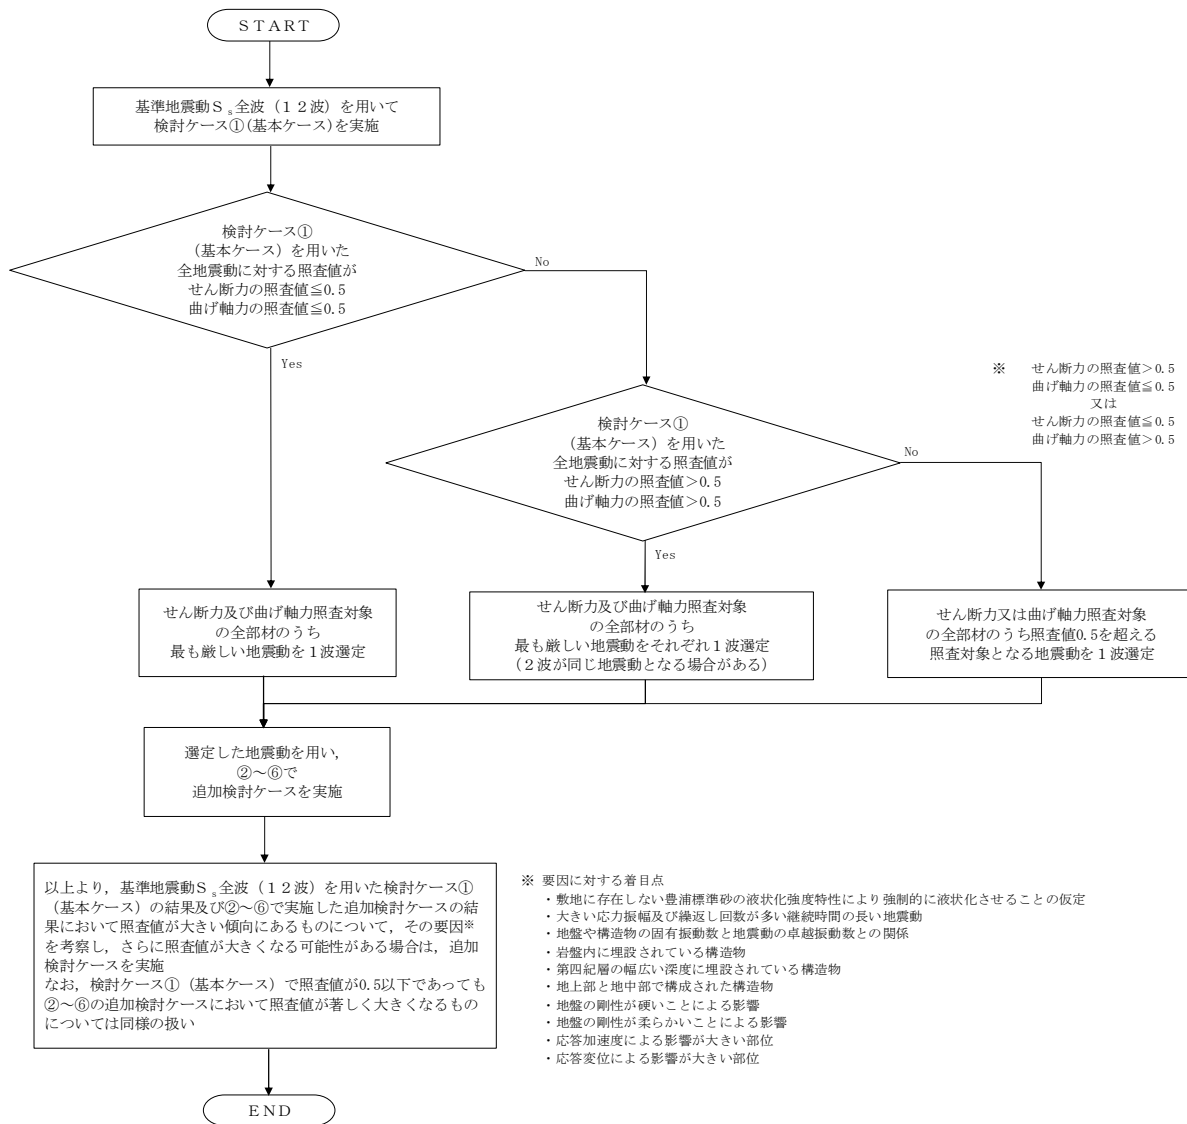 START
基準地震動Ｓｓ全波（１２波）を用いて
検討ケース①(基本ケース)を実施
検討ケース①
（基本ケース）を用いた
全地震動に対する照査値が
せん断力の照査値≦0.5
曲げ軸力の照査値≦0.5
No
Yes
※ せん断力の照査値＞0.5
曲げ軸力の照査値≦0.5
又は
せん断力の照査値≦0.5
曲げ軸力の照査値＞0.5
検討ケース①
（基本ケース）を用いた
全地震動に対する照査値が
せん断力の照査値＞0.5
曲げ軸力の照査値＞0.5
No
Yes
せん断力及び曲げ軸力照査対象
の全部材のうち
最も厳しい地震動を１波選定
せん断力及び曲げ軸力照査対象
の全部材のうち
最も厳しい地震動をそれぞれ１波選定
（２波が同じ地震動となる場合がある）
せん断力又は曲げ軸力照査対象
の全部材のうち照査値0.5を超える
照査対象となる地震動を１波選定
選定した地震動を用い，
②～⑥で
追加検討ケースを実施
以上より，基準地震動Ｓｓ全波（１２波）を用いた検討ケース①
（基本ケース）の結果及び②～⑥で実施した追加検討ケースの結
果において照査値が大きい傾向にあるものについて，その要因※
を考察し，さらに照査値が大きくなる可能性がある場合は，追加
検討ケースを実施
なお，検討ケース①（基本ケース）で照査値が0.5以下であっても
②～⑥の追加検討ケースにおいて照査値が著しく大きくなるもの
については同様の扱い
※ 要因に対する着目点
・敷地に存在しない豊浦標準砂の液状化強度特性により強制的に液状化させることの仮定
・大きい応力振幅及び繰返し回数が多い継続時間の長い地震動
・地盤や構造物の固有振動数と地震動の卓越振動数との関係
・岩盤内に埋設されている構造物
・第四紀層の幅広い深度に埋設されている構造物
・地上部と地中部で構成された構造物
・地盤の剛性が硬いことによる影響
・地盤の剛性が柔らかいことによる影響
・応答加速度による影響が大きい部位
・応答変位による影響が大きい部位
END